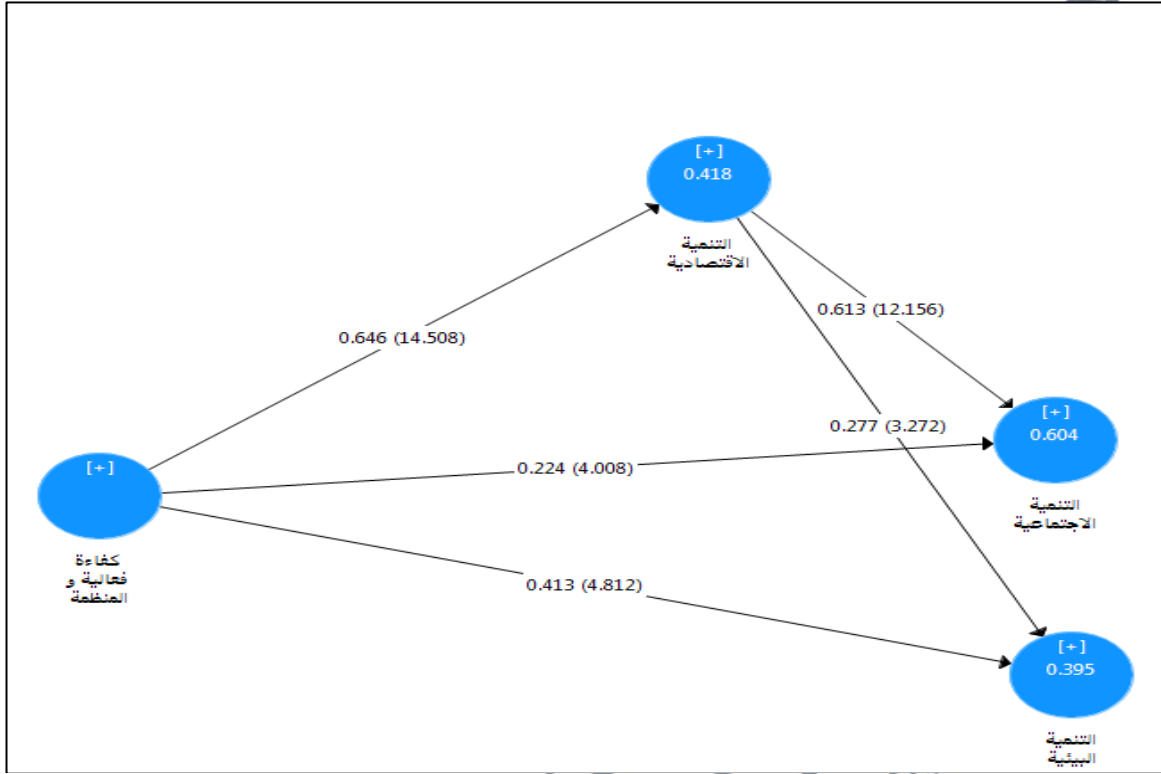 [+]
0.418
التنمية
الاقتصادية
0.613 (12.156)
0.646 (14.508)
[+]
0.604
0.277 (3.272)
[+]
0.224 (4.008)
التنمية
الاجتماعية
كفاءة
فعالية و
المنظمة
0.413 (4.812)
[+]
0.395
التنمية
البيئية